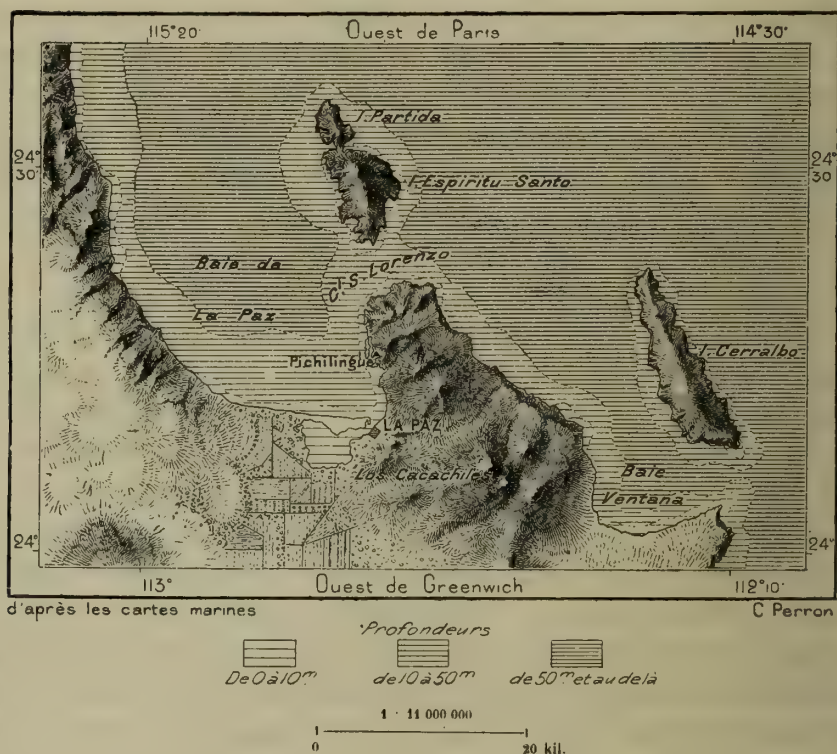 115°20' Ouest de Paris 114°30'
I. Partida
24° 30'
24° 30'
I. Espiritu Santo
Baie da
Cl S. Lorenzo
La Paz
Pichilingue
I. Cerralbo
LA PAZ
Los Cacachiles
Baie
Ventana
24°
24°
113° Ouest de Greenwich 112°10'
d'après les cartes marines C Perron
Profondeurs
De 0 à 10m de 10 à 50m de 50m et au delà
1 : 11 000 000
0 20 kil.